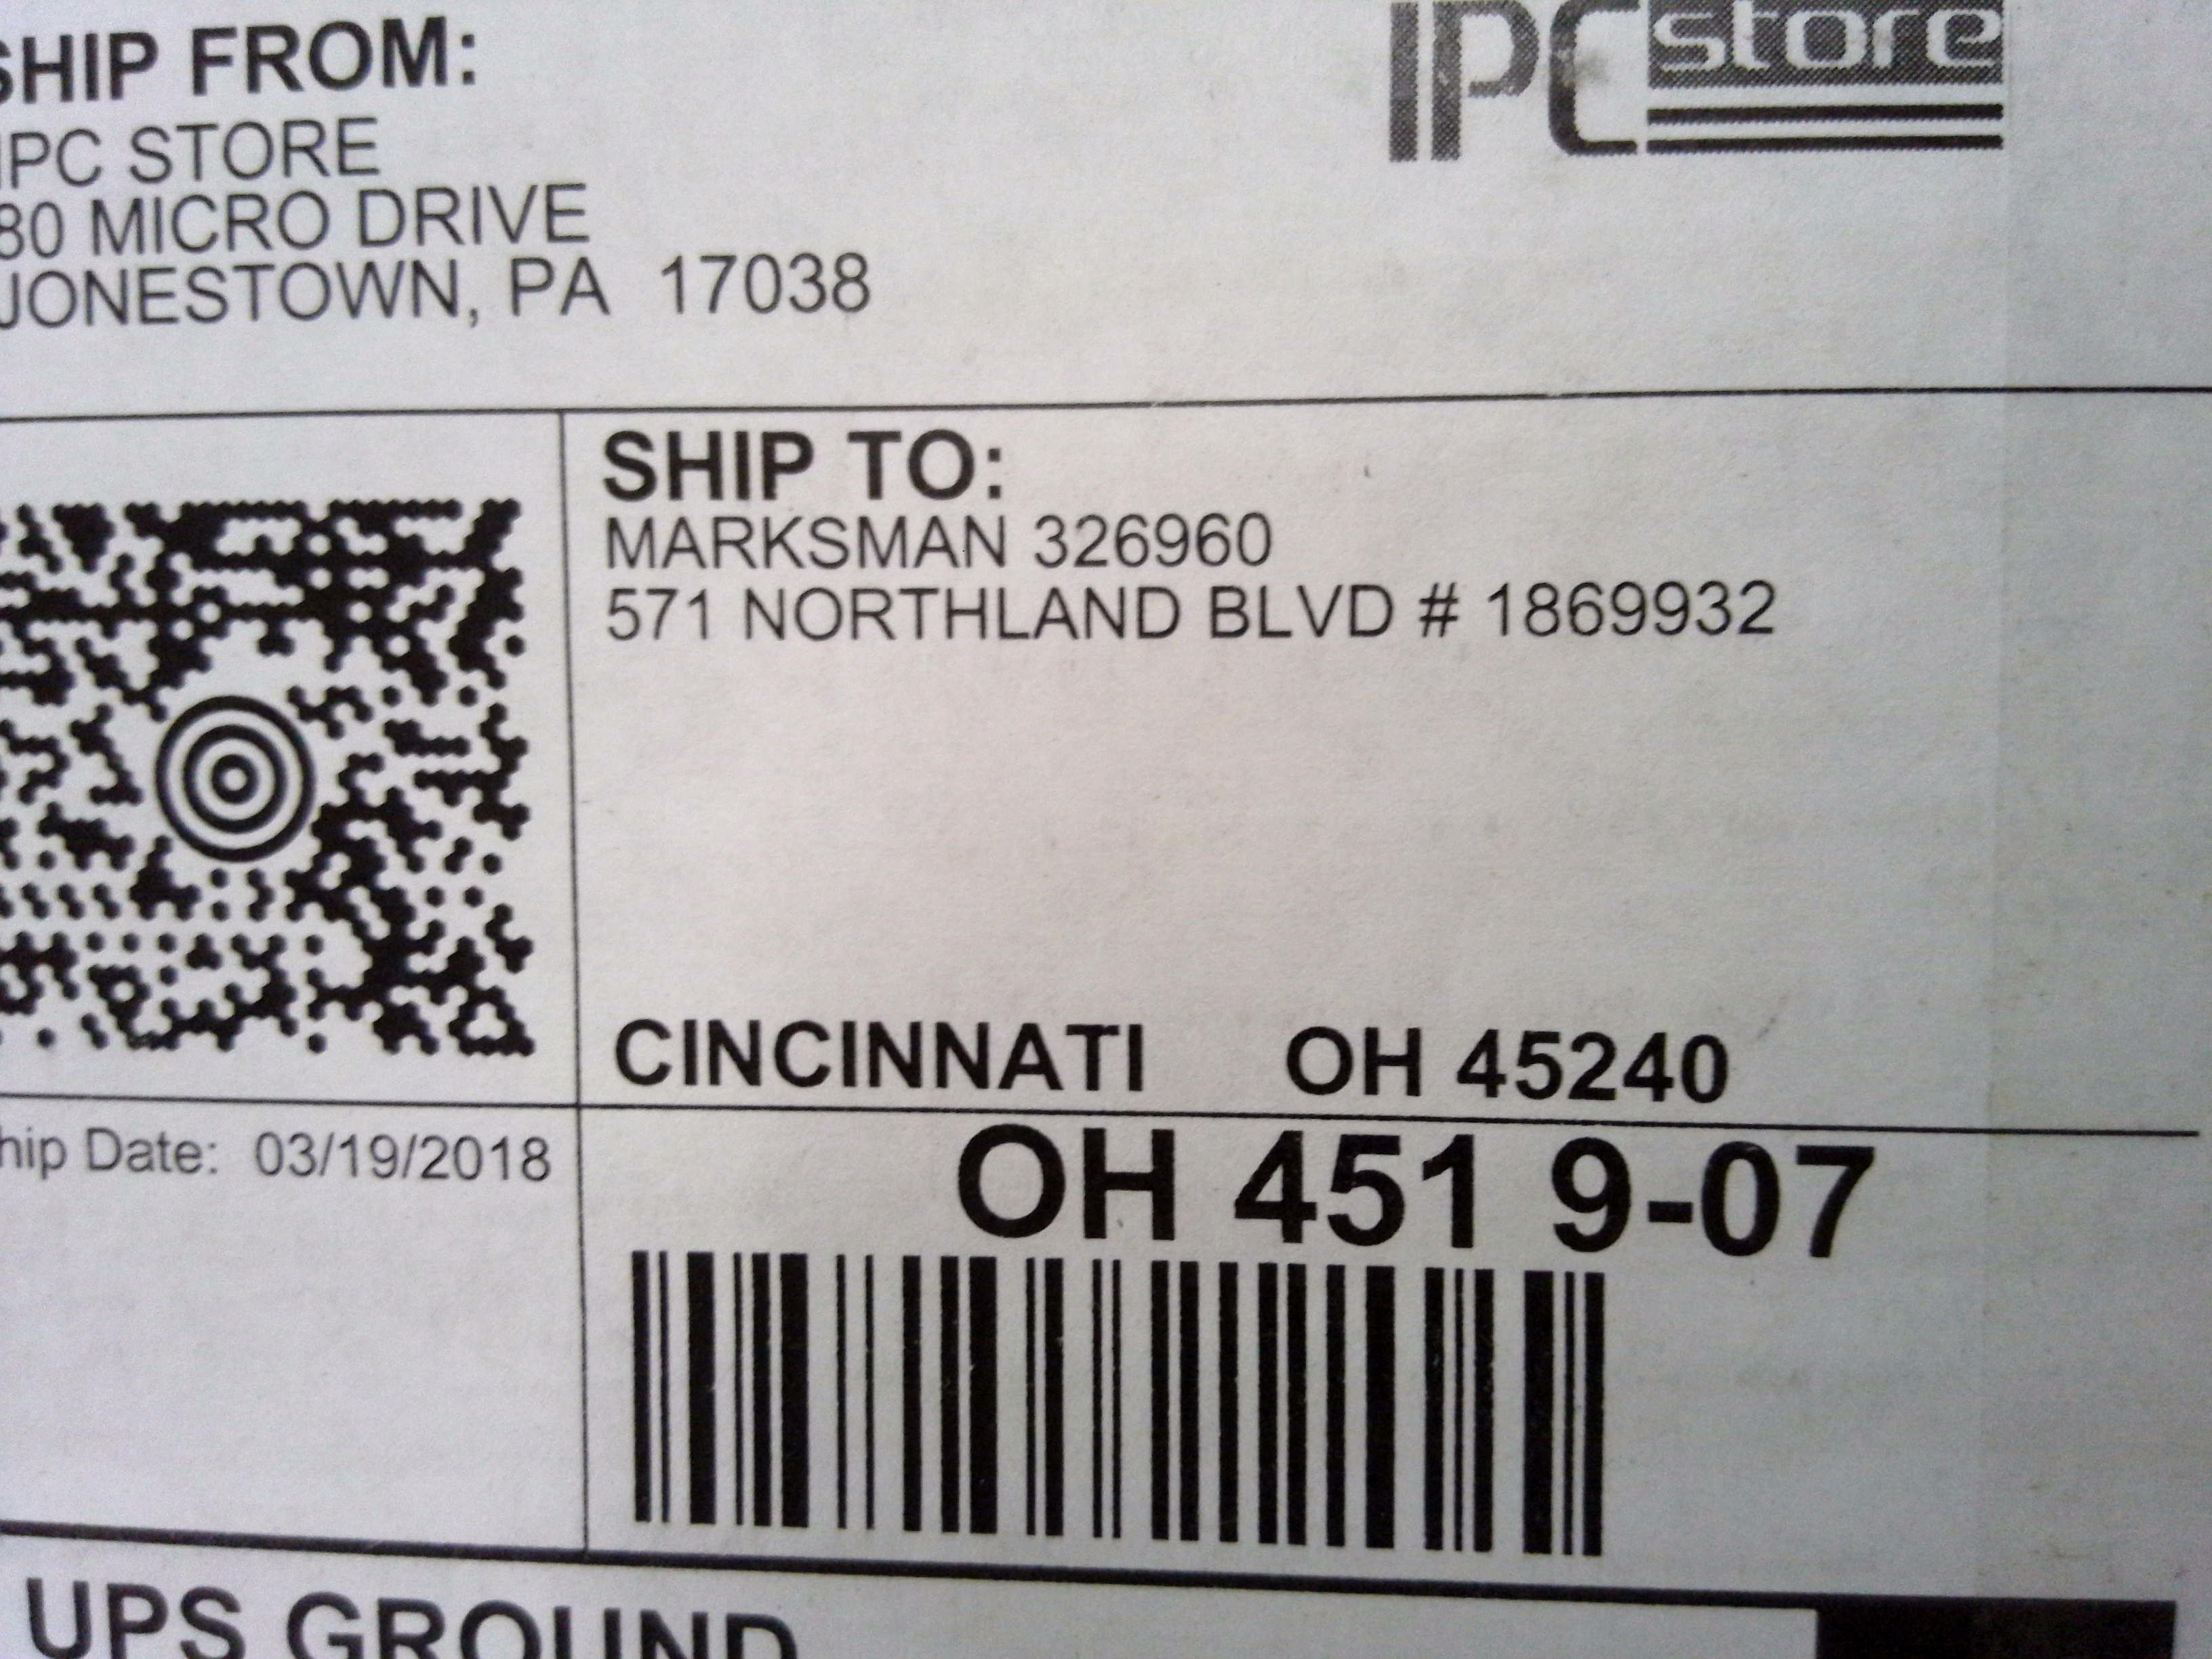 SHIP FROM:
IPC store
IPC STORE
80 MICRO DRIVE
JONESTOWN, PA 17038
SHIP TO:
MARKSMAN 326960
571 NORTHLAND BLVD # 1869932
CINCINNATI OH 45240
hip Date: 03/19/2018
OH 451 9-07
UPS GROUND